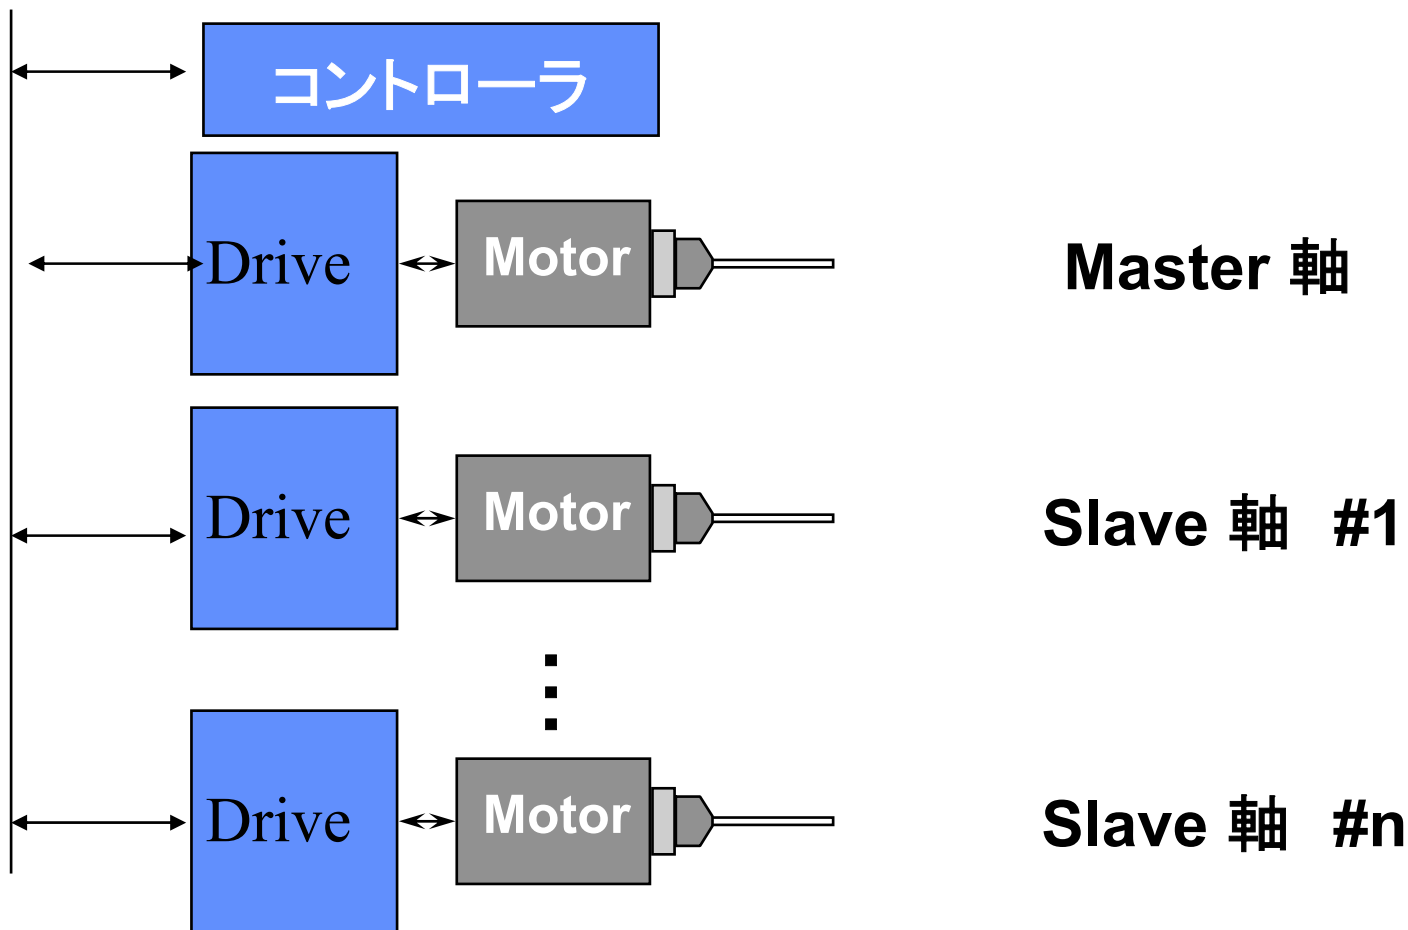 コントローラ
Drive
Motor
Master 軸
Drive
Motor
Slave 軸　#1
Drive
Motor
Slave 軸　#n